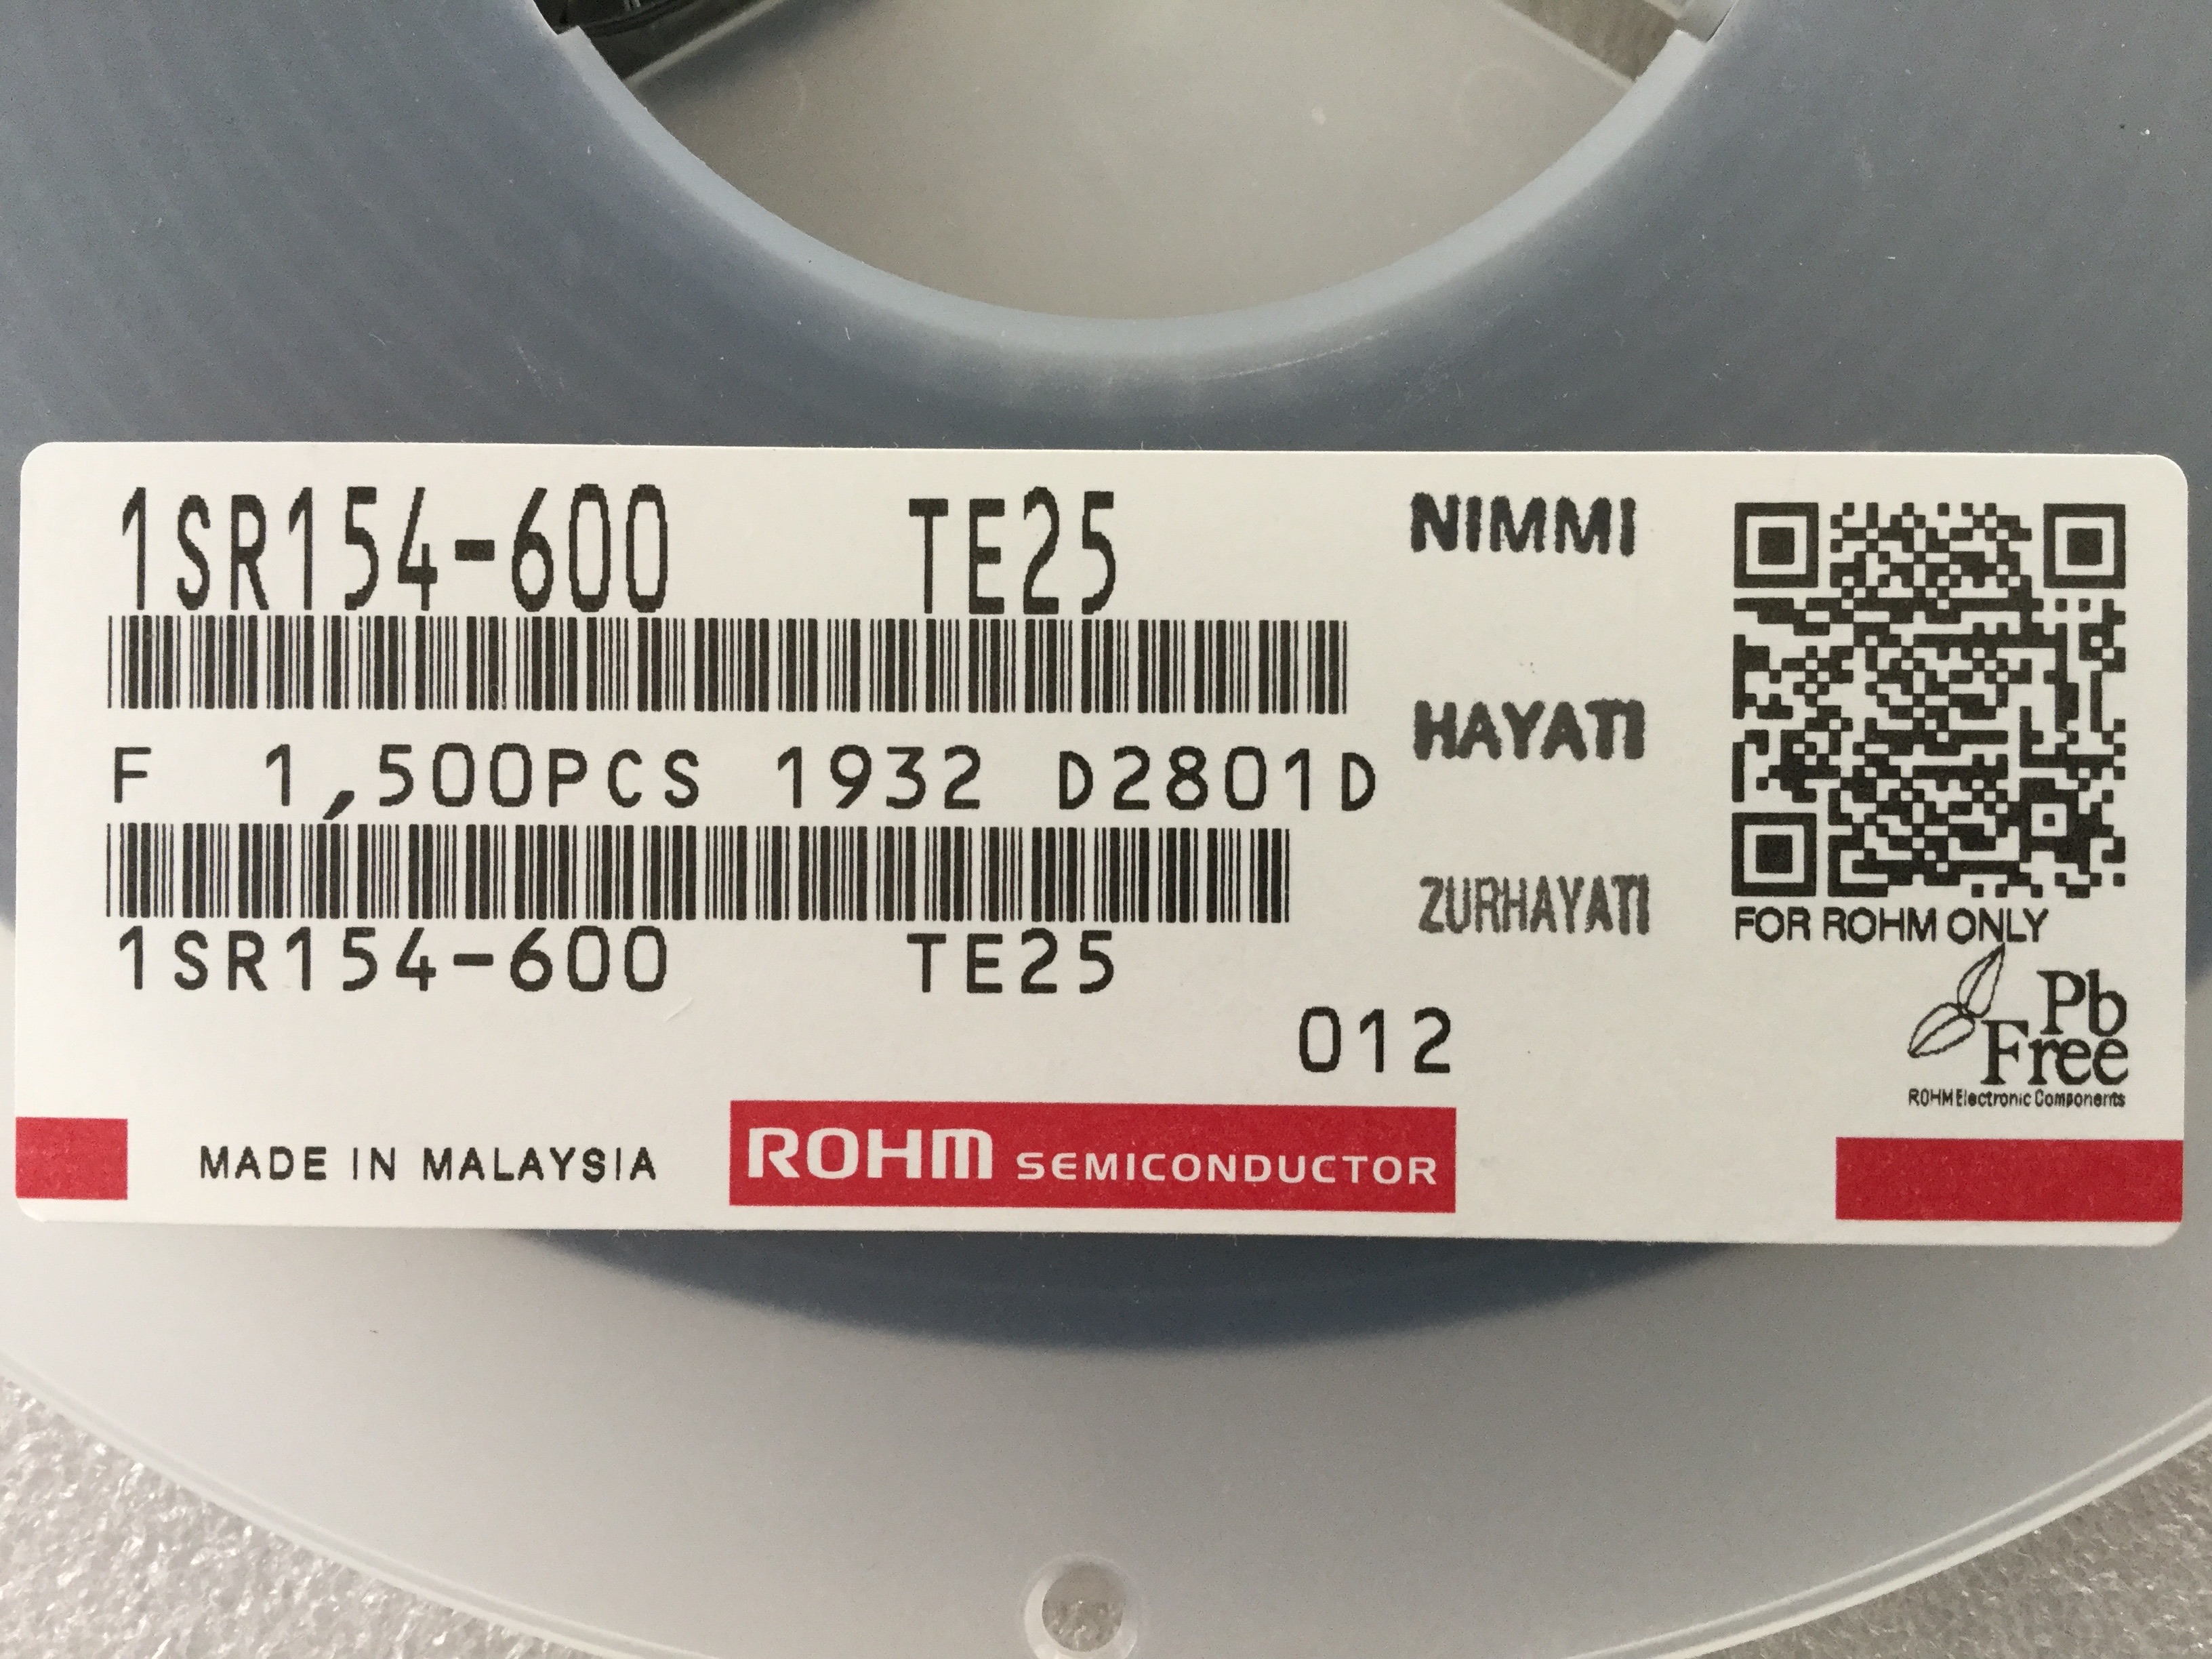 1SR154-600 TE25
NIMMI
F 1,500PCS 1932 D2801D
HAYATI
ZURHAYATI
1SR154-600 TE25
012
FOR ROHM ONLY
Pb
Free
ROHM Electronic Components
MADE IN MALAYSIA
ROHM SEMICONDUCTOR